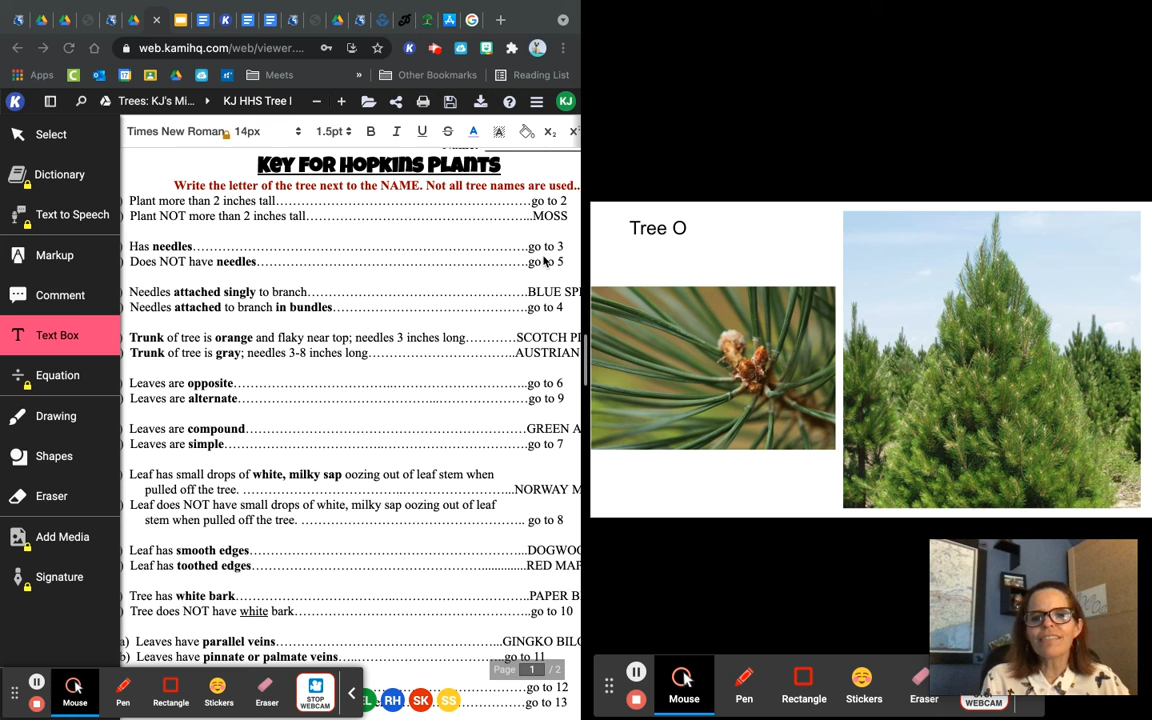 web.kamihq.com/web/viewer....
Apps
Meets
»
Other Bookmarks
Reading List
Trees: KJ's Mi...
KJ HHS Tree I
KJ
Select
Dictionary
Text to Speech
Markup
Comment
Text Box
Equation
Drawing
Shapes
Eraser
Add Media
Signature
Times New Roman 14px 1.5pt B I U S A A X₂
KEY FOR HOPKINS PLANTS
Write the letter of the tree next to the NAME. Not all tree names are used..
Plant more than 2 inches tall……………………………………………………go to 2
Plant NOT more than 2 inches tall……………………………………………...MOSS
Has needles………………………………………………………………………go to 3
Does NOT have needles…………………………………………………………go to 5
Needles attached singly to branch………………………………………………BLUE SP
Needles attached to branch in bundles…………………………………………go to 4
Trunk of tree is orange and flaky near top; needles 3 inches long…………SCOTCH PI
Trunk of tree is gray; needles 3-8 inches long………………………………...AUSTRIAN
Leaves are opposite………………………………………………………………go to 6
Leaves are alternate………………………………………………………………go to 9
Leaves are compound……………………………………………………………GREEN A
Leaves are simple…………………………………………………………………go to 7
Leaf has small drops of white, milky sap oozing out of leaf stem when
pulled off the tree. ………………………………………………………...NORWAY M
Leaf does NOT have small drops of white, milky sap oozing out of leaf
stem when pulled off the tree. ……………………………………………… go to 8
Leaf has smooth edges……………………………………………………………...DOGWOO
Leaf has toothed edges……………………………………………………………RED MAP
Tree has white bark………………………………………………………………..PAPER B
Tree does NOT have white bark…………………………………………………go to 10
a) Leaves have parallel veins……………………………………………...GINGKO BILO
b) Leaves have pinnate or palmate veins…………………………………go to 11
go to 12
go to 13
Page 1 / 2
Mouse
Pen
Rectangle
Stickers
Eraser
STOP
WEBCAM
RH
SK
SS
Tree O
Mouse
Pen
Rectangle
Stickers
Eraser
WEBCAM